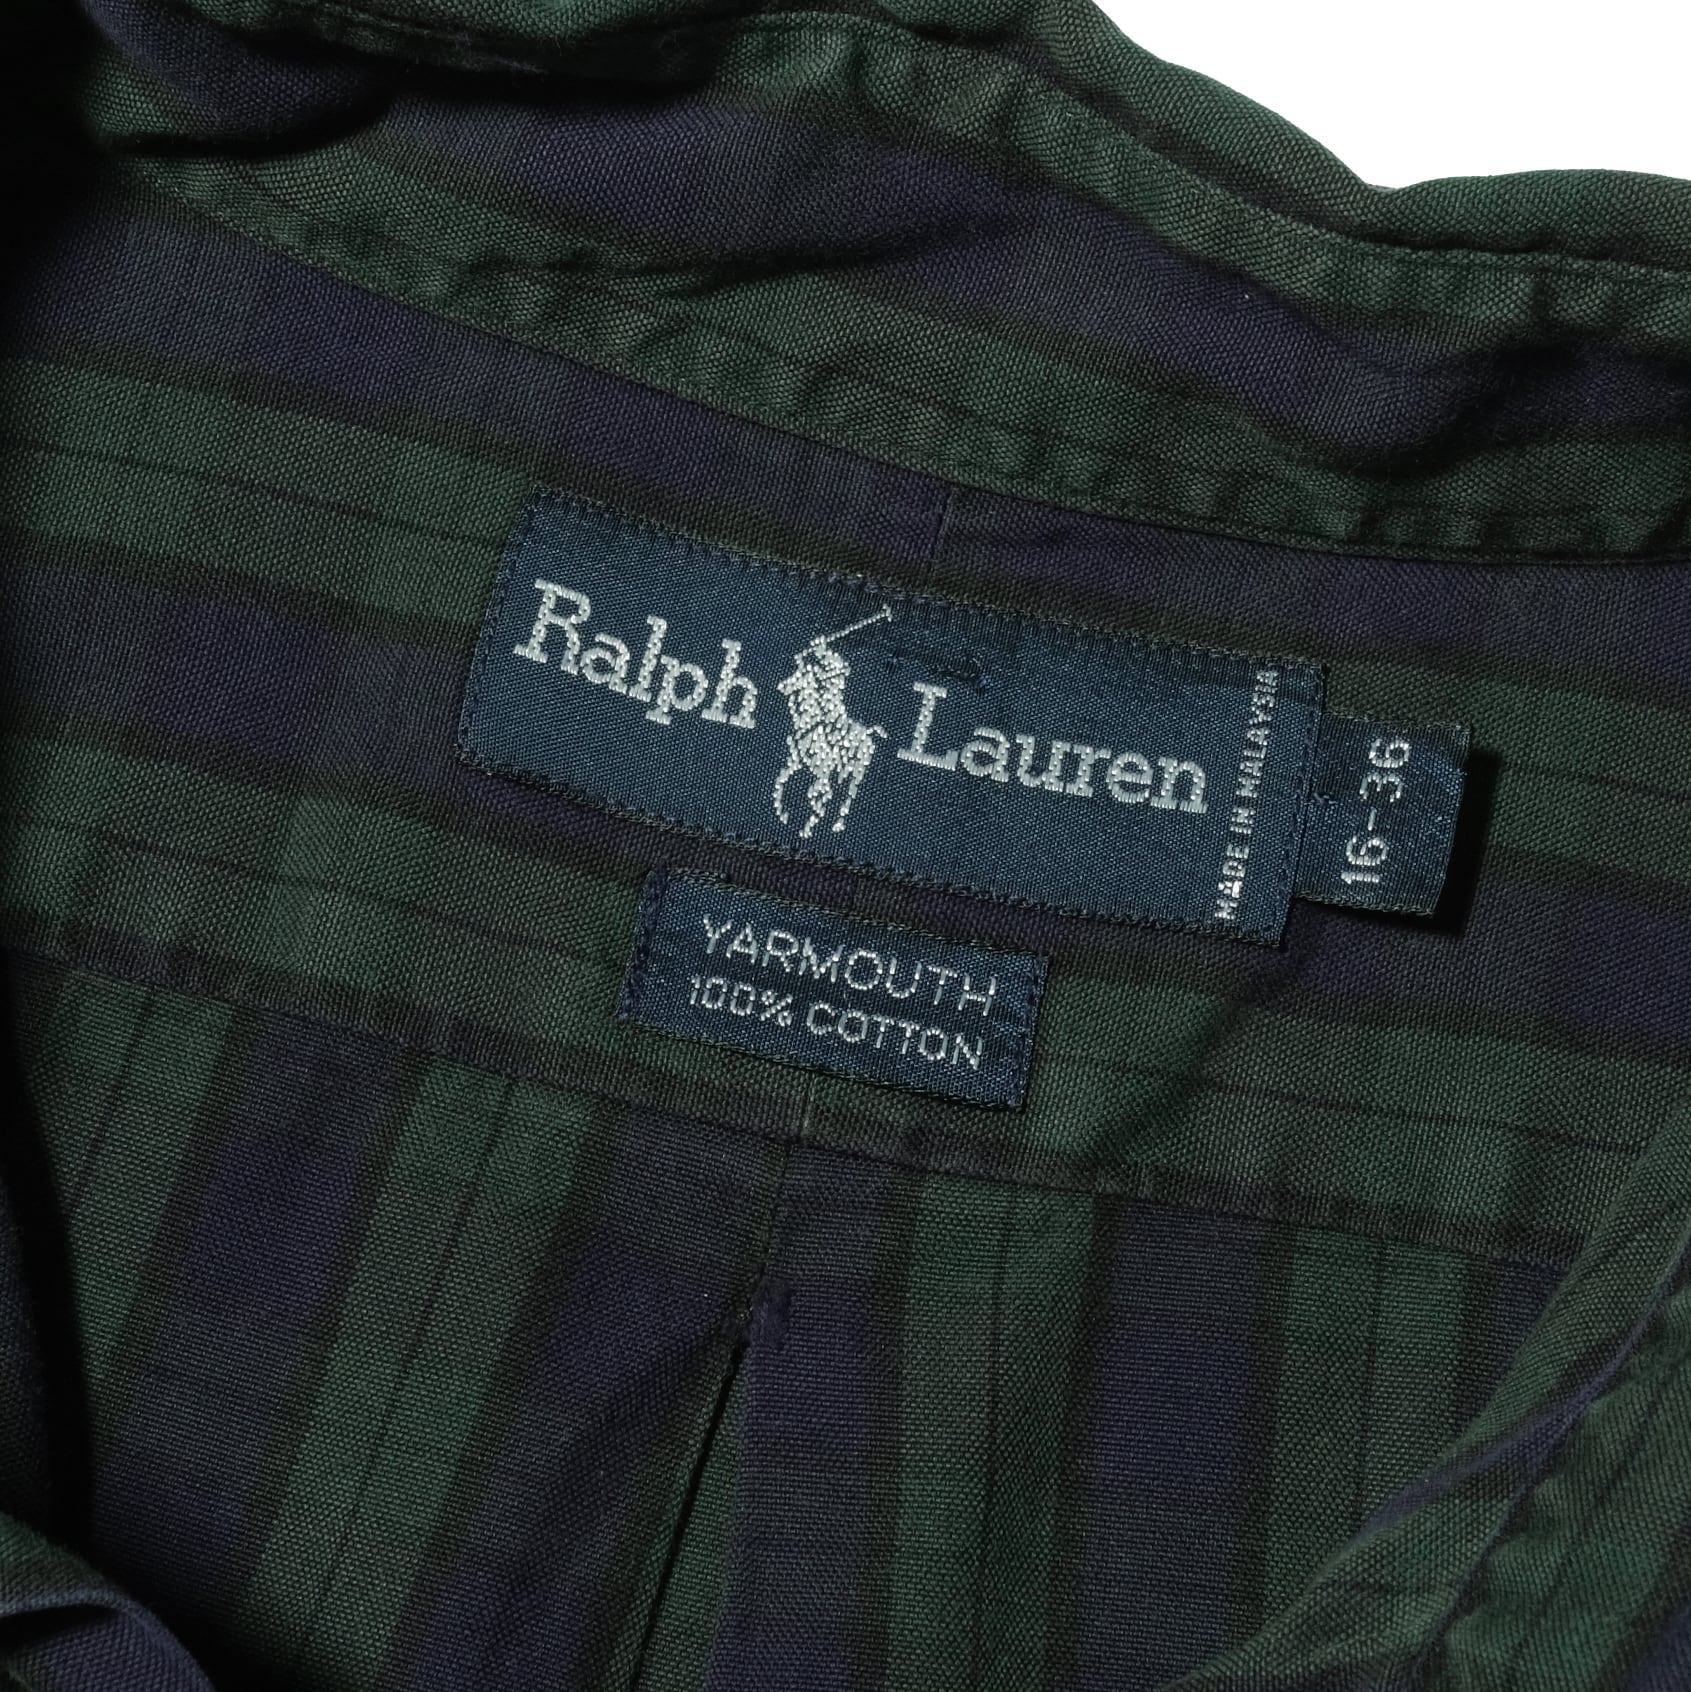 Ralph Lauren
MADE IN MALAYSIA
16-36
YARMOUTH
100% COTTON